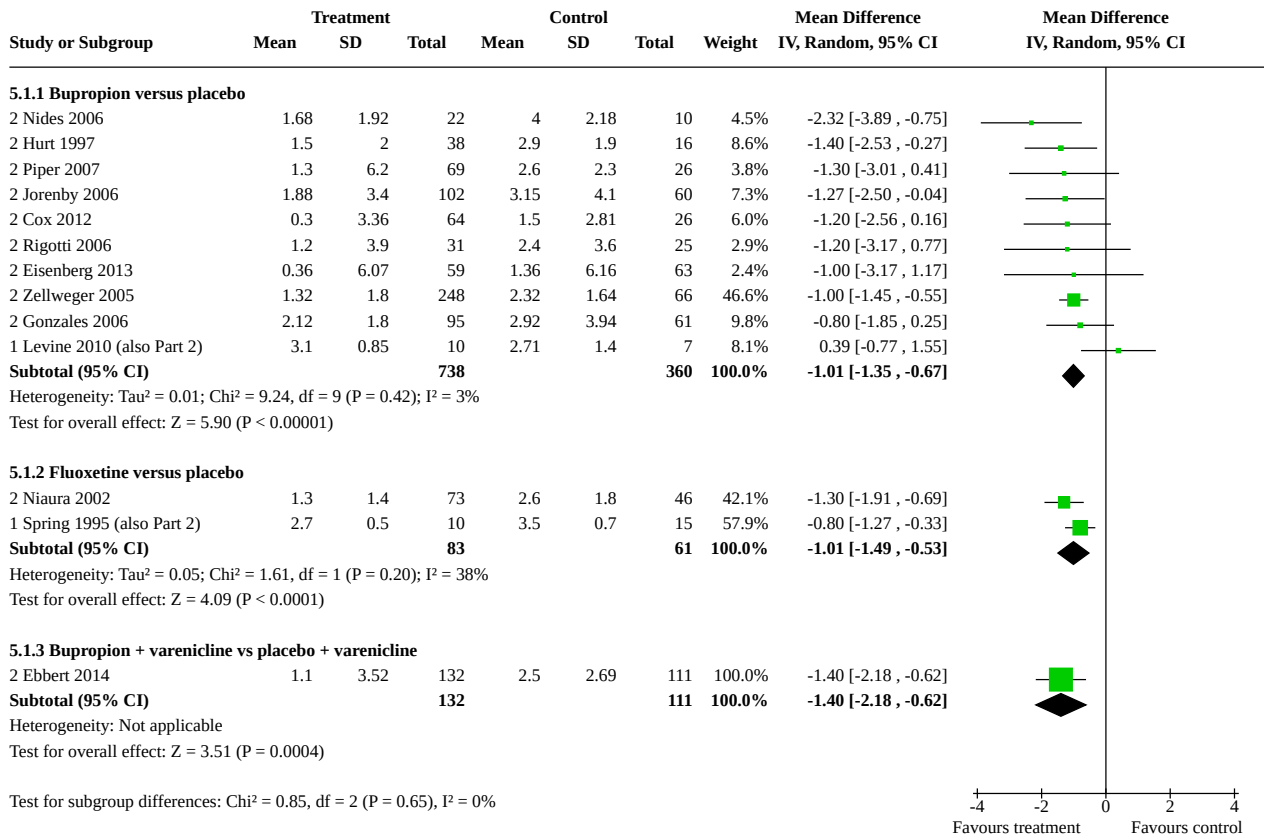 Treatment Control Mean Difference Mean Difference
Study or Subgroup Mean SD Total Mean SD Total Weight IV, Random, 95% CI IV, Random, 95% CI
5.1.1 Bupropion versus placebo
2 Nides 2006 1.68 1.92 22 4 2.18 10 4.5% -2.32 [-3.89 , -0.75]
2 Hurt 1997 1.5 2 38 2.9 1.9 16 8.6% -1.40 [-2.53 , -0.27]
2 Piper 2007 1.3 6.2 69 2.6 2.3 26 3.8% -1.30 [-3.01 , 0.41]
2 Jorenby 2006 1.88 3.4 102 3.15 4.1 60 7.3% -1.27 [-2.50 , -0.04]
2 Cox 2012 0.3 3.36 64 1.5 2.81 26 6.0% -1.20 [-2.56 , 0.16]
2 Rigotti 2006 1.2 3.9 31 2.4 3.6 25 2.9% -1.20 [-3.17 , 0.77]
2 Eisenberg 2013 0.36 6.07 59 1.36 6.16 63 2.4% -1.00 [-3.17 , 1.17]
2 Zellweger 2005 1.32 1.8 248 2.32 1.64 66 46.6% -1.00 [-1.45 , -0.55]
2 Gonzales 2006 2.12 1.8 95 2.92 3.94 61 9.8% -0.80 [-1.85 , 0.25]
1 Levine 2010 (also Part 2) 3.1 0.85 10 2.71 1.4 7 8.1% 0.39 [-0.77 , 1.55]
Subtotal (95% CI) 738 360 100.0% -1.01 [-1.35 , -0.67]
Heterogeneity: Tau² = 0.01; Chi² = 9.24, df = 9 (P = 0.42); I² = 3%
Test for overall effect: Z = 5.90 (P < 0.00001)
5.1.2 Fluoxetine versus placebo
2 Niaura 2002 1.3 1.4 73 2.6 1.8 46 42.1% -1.30 [-1.91 , -0.69]
1 Spring 1995 (also Part 2) 2.7 0.5 10 3.5 0.7 15 57.9% -0.80 [-1.27 , -0.33]
Subtotal (95% CI) 83 61 100.0% -1.01 [-1.49 , -0.53]
Heterogeneity: Tau² = 0.05; Chi² = 1.61, df = 1 (P = 0.20); I² = 38%
Test for overall effect: Z = 4.09 (P < 0.0001)
5.1.3 Bupropion + varenicline vs placebo + varenicline
2 Ebbert 2014 1.1 3.52 132 2.5 2.69 111 100.0% -1.40 [-2.18 , -0.62]
Subtotal (95% CI) 132 111 100.0% -1.40 [-2.18 , -0.62]
Heterogeneity: Not applicable
Test for overall effect: Z = 3.51 (P = 0.0004)
Test for subgroup differences: Chi² = 0.85, df = 2 (P = 0.65), I² = 0%
-4 -2 0 2 4
Favours treatment Favours control